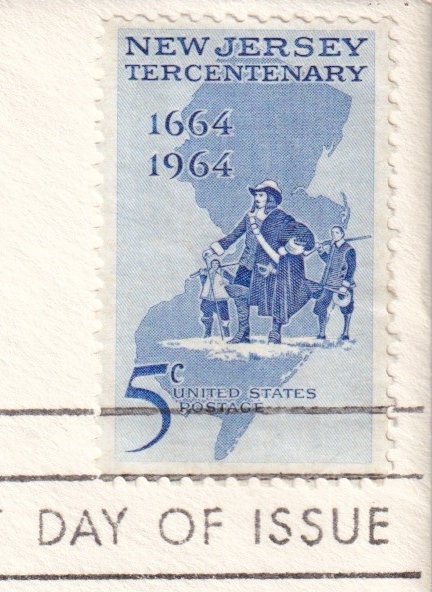 NEW JERSEY
TERCENTENARY
1664
1964
5c
UNITED STATES
POSTAGE
DAY OF ISSUE